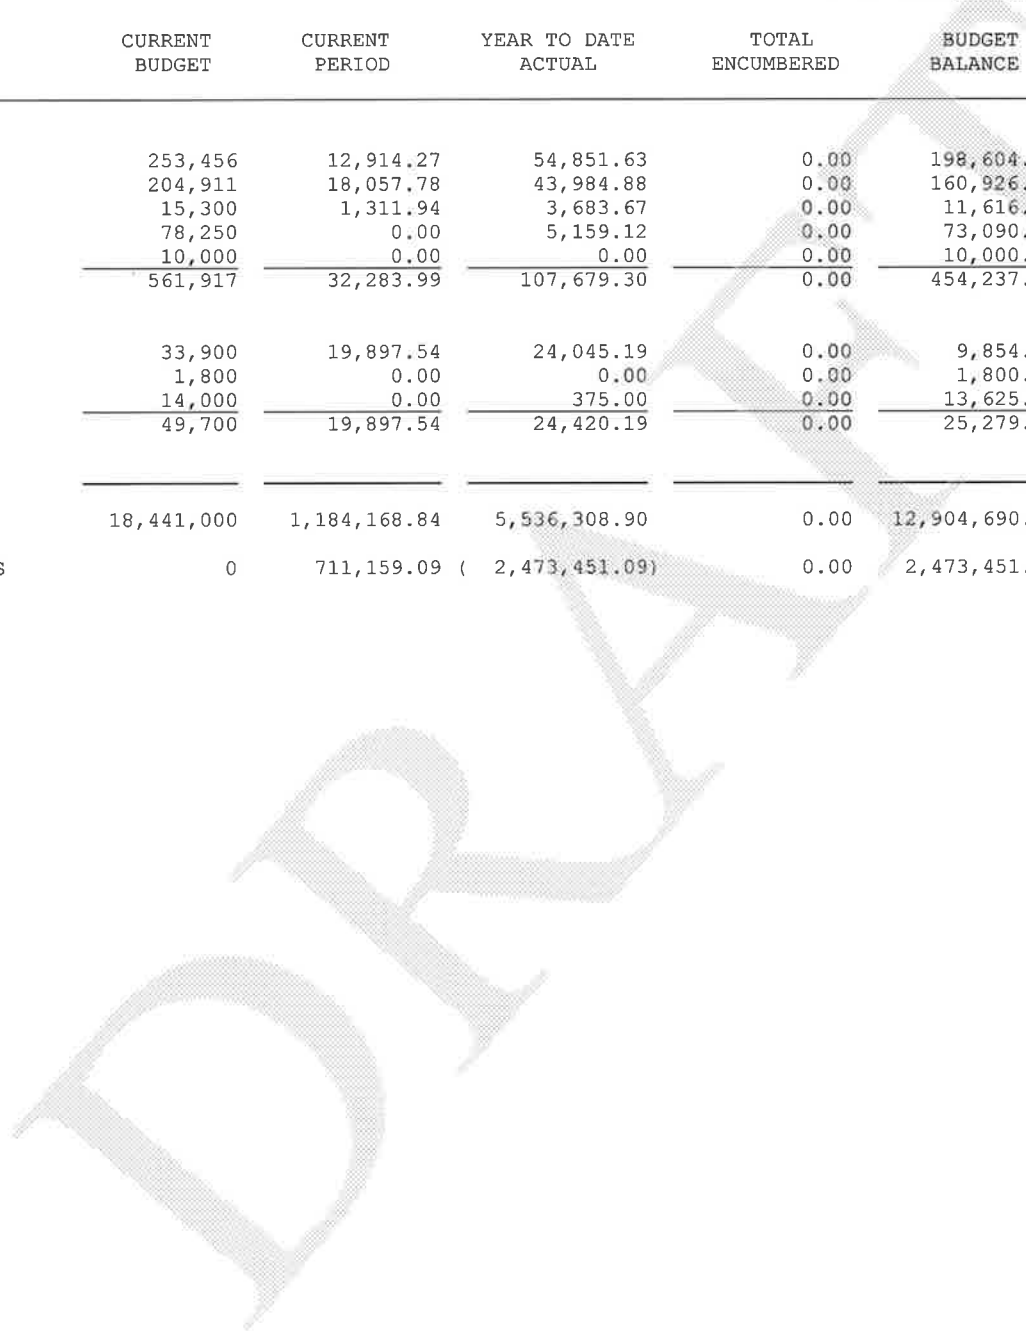 CURRENT CURRENT YEAR TO DATE TOTAL BUDGET
BUDGET PERIOD ACTUAL ENCUMBERED BALANCE
253,456 12,914.27 54,851.63 0.00 198,604.
204,911 18,057.78 43,984.88 0.00 160,926.
15,300 1,311.94 3,683.67 0.00 11,616.
78,250 0.00 5,159.12 0.00 73,090.
10,000 0.00 0.00 0.00 10,000.
561,917 32,283.99 107,679.30 0.00 454,237.
33,900 19,897.54 24,045.19 0.00 9,854.
1,800 0.00 0.00 0.00 1,800.
14,000 0.00 375.00 0.00 13,625.
49,700 19,897.54 24,420.19 0.00 25,279.
18,441,000 1,184,168.84 5,536,308.90 0.00 12,904,690.
S 0 711,159.09 ( 2,473,451.09) 0.00 2,473,451.
DRAFT